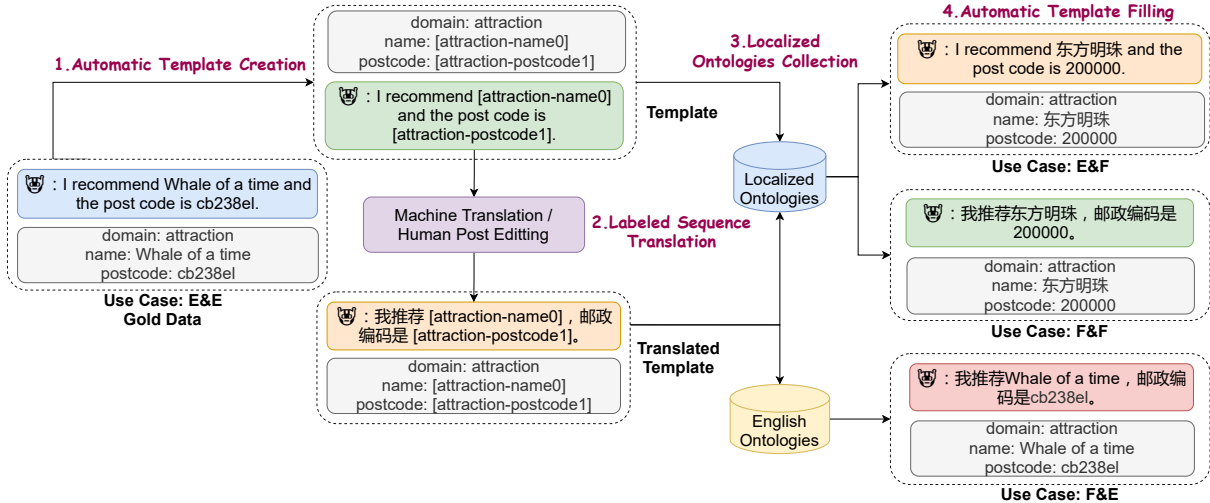 1.Automatic Template Creation
: I recommend Whale of a time and
the post code is cb238el.
domain: attraction
name: Whale of a time
postcode: cb238el
Use Case: E&E
Gold Data
domain: attraction
name: [attraction-name0]
postcode: [attraction-postcode1]
: I recommend [attraction-name0]
and the post code is
[attraction-postcode1].
Template
Machine Translation /
Human Post Editting
2.Labeled Sequence
Translation
: 我推荐 [attraction-name0]，邮政
编码是 [attraction-postcode1]。
domain: attraction
name: [attraction-name0]
postcode: [attraction-postcode1]
Translated
Template
3.Localized
Ontologies Collection
Localized
Ontologies
English
Ontologies
4.Automatic Template Filling
: I recommend 东方明珠 and the
post code is 200000.
domain: attraction
name: 东方明珠
postcode: 200000
Use Case: E&F
: 我推荐东方明珠，邮政编码是
200000。
domain: attraction
name: 东方明珠
postcode: 200000
Use Case: F&F
: 我推荐Whale of a time，邮政编
码是cb238el。
domain: attraction
name: Whale of a time
postcode: cb238el
Use Case: F&E